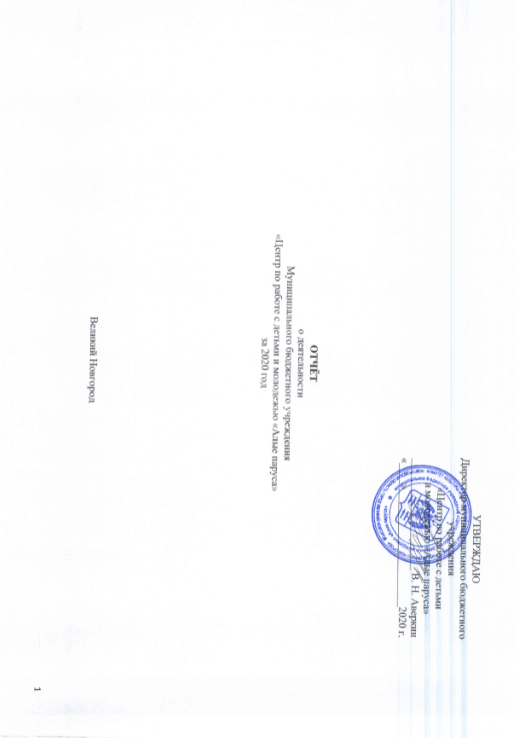 УТВЕРЖДАЮ
Директор муниципального бюджетного
учреждения
«Центр по работе с детьми
и молодежью «Алые паруса»
В. Н. Аверкин
« 2020 г.
ОТЧЁТ
о деятельности
Муниципального бюджетного учреждения
«Центр по работе с детьми и молодежью «Алые паруса»
за 2020 год
Великий Новгород
1